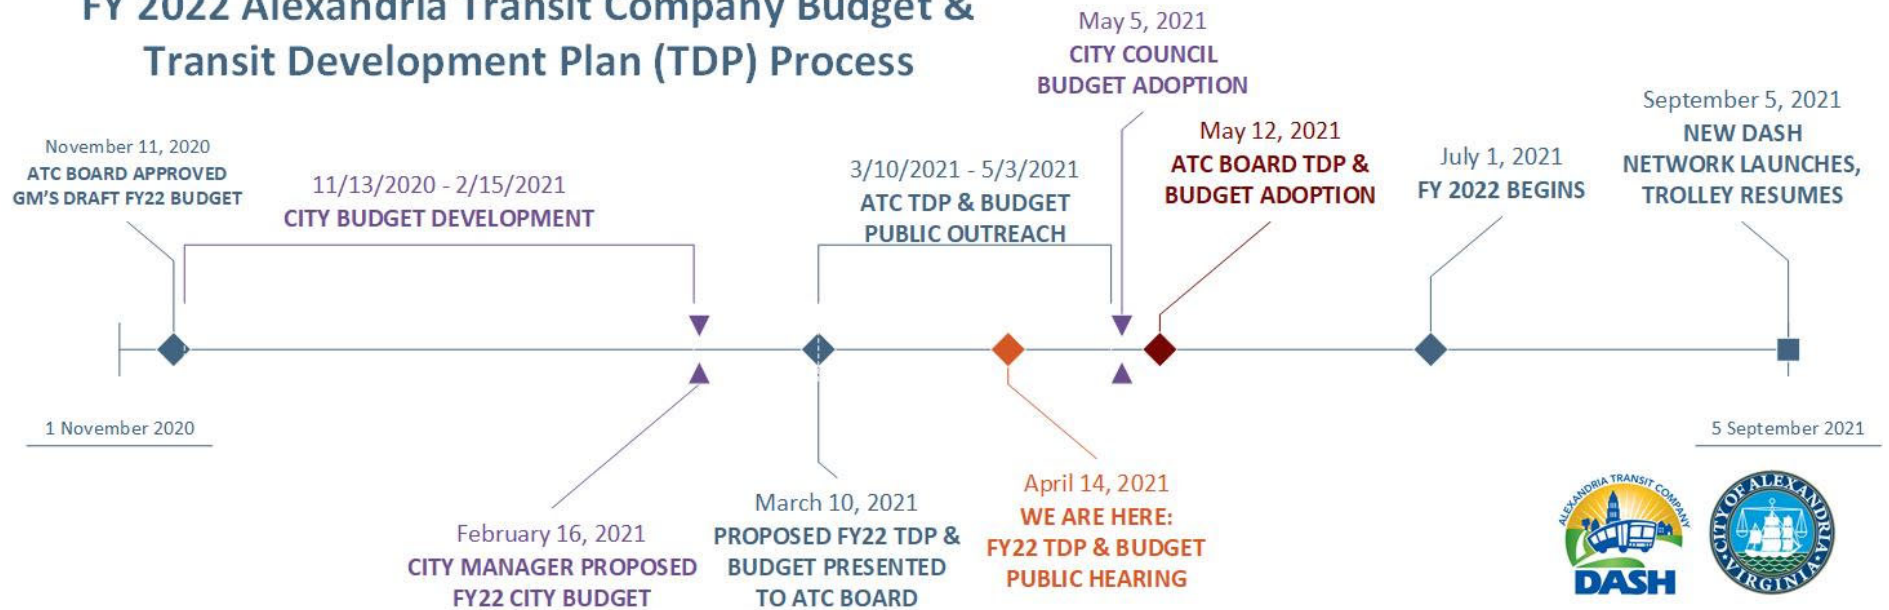 FY 2022 Alexandria Transit Company Budget &
Transit Development Plan (TDP) Process
November 11, 2020
ATC BOARD APPROVED
GM'S DRAFT FY22 BUDGET
11/13/2020 - 2/15/2021
CITY BUDGET DEVELOPMENT
3/10/2021 - 5/3/2021
ATC TDP & BUDGET
PUBLIC OUTREACH
May 5, 2021
CITY COUNCIL
BUDGET ADOPTION
May 12, 2021
ATC BOARD TDP &
BUDGET ADOPTION
July 1, 2021
FY 2022 BEGINS
September 5, 2021
NEW DASH
NETWORK LAUNCHES,
TROLLEY RESUMES
1 November 2020
5 September 2021
February 16, 2021
CITY MANAGER PROPOSED
FY22 CITY BUDGET
March 10, 2021
PROPOSED FY22 TDP &
BUDGET PRESENTED
TO ATC BOARD
April 14, 2021
WE ARE HERE:
FY22 TDP & BUDGET
PUBLIC HEARING
ALEXANDRIA TRANSIT COMPANY
DASH
CITY OF ALEXANDRIA
VIRGINIA